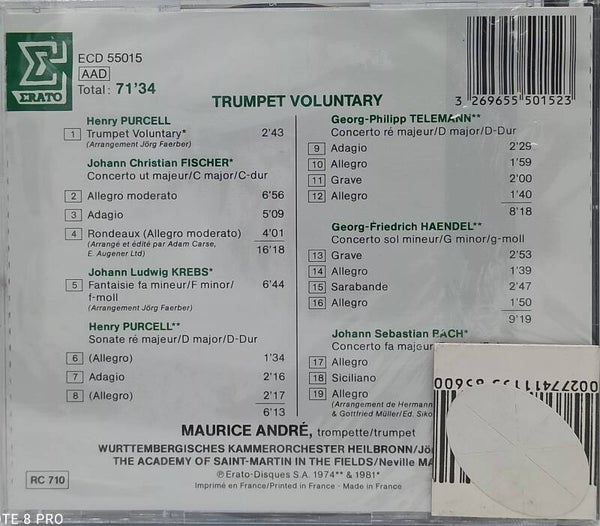 ERATO
ECD 55015
AAD
Total: 71'34
3 269655 501523
TRUMPET VOLUNTARY
Henry PURCELL
1 Trumpet Voluntary* 2'43
(Arrangement Jörg Faerber)
Johann Christian FISCHER*
Concerto ut majeur/C major/C-dur
2 Allegro moderato 6'56
3 Adagio 5'09
4 Rondeaux (Allegro moderato) 4'01
(Arrangé et édité par Adam Carse,
E. Augener Ltd) 16'18
Johann Ludwig KREBS*
5 Fantaisie fa mineur/F minor/ 6'44
f-moll
(Arrangement Jörg Faerber)
Henry PURCELL**
Sonate ré majeur/D major/D-Dur
6 (Allegro) 1'34
7 Adagio 2'16
8 (Allegro) 2'17
6'13
Georg-Philipp TELEMANN**
Concerto ré majeur/D major/D-Dur
9 Adagio 2'29
10 Allegro 1'59
11 Grave 2'00
12 Allegro 1'40
8'18
Georg-Friedrich HAENDEL**
Concerto sol mineur/G minor/g-moll
13 Grave 2'53
14 Allegro 1'39
15 Sarabande 2'47
16 Allegro 1'50
9'19
Johann Sebastian BACH*
Concerto fa majeur
17 Allegro
18 Siciliano
19 Allegro
(Arrangement de Hermann
& Gottfried Müller/Ed.
MAURICE ANDRÉ, trompette/trumpet
WURTTEMBERGISCHES KAMMERORCHESTER HEILBRONN/
THE ACADEMY OF SAINT-MARTIN IN THE FIELDS/Neville
℗ Erato-Disques S.A. 1974** & 1981*
Imprimé en France/Printed in France - Made in France
RC 710
8 PRO